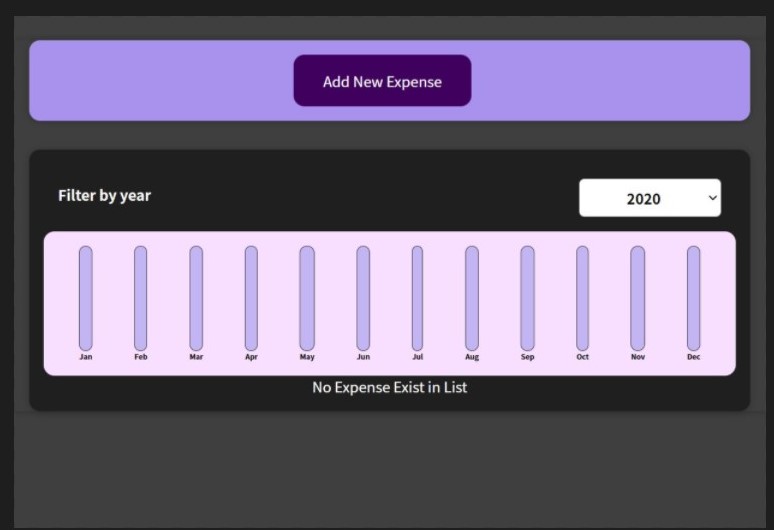 Add New Expense
Filter by year
2020
Jan Feb Mar Apr May Jun Jul Aug Sep Oct Nov Dec
No Expense Exist in List